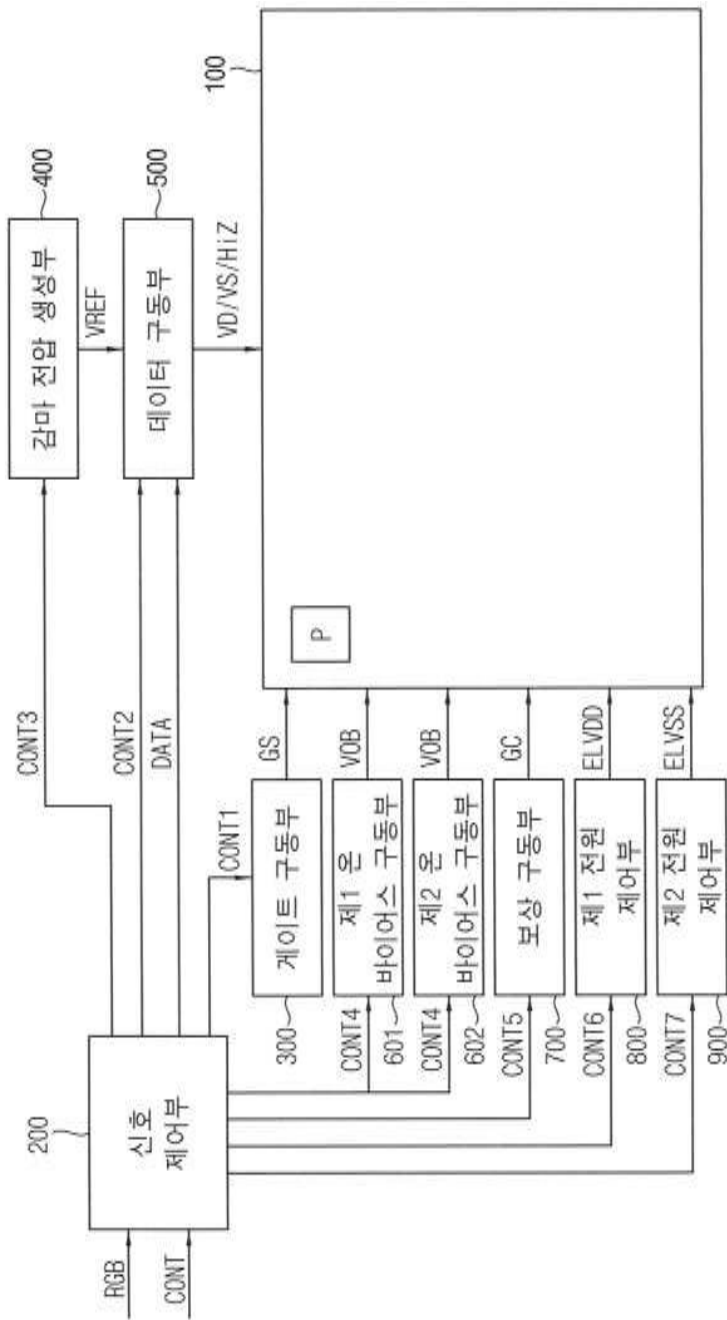 RGB
CONT
200
신호
제어부
CONT3
CONT2
DATA
CONT1
감마 전압 생성부
400
VREF
데이터 구동부
500
VD/VS/HiZ
100
P
게이트 구동부
300
GS
CONT4
제1 온
바이어스 구동부
601
VOB
CONT4
제2 온
바이어스 구동부
602
VOB
CONT5
보상 구동부
700
GC
CONT6
제1 전원
제어부
800
ELVDD
CONT7
제2 전원
제어부
900
ELVSS